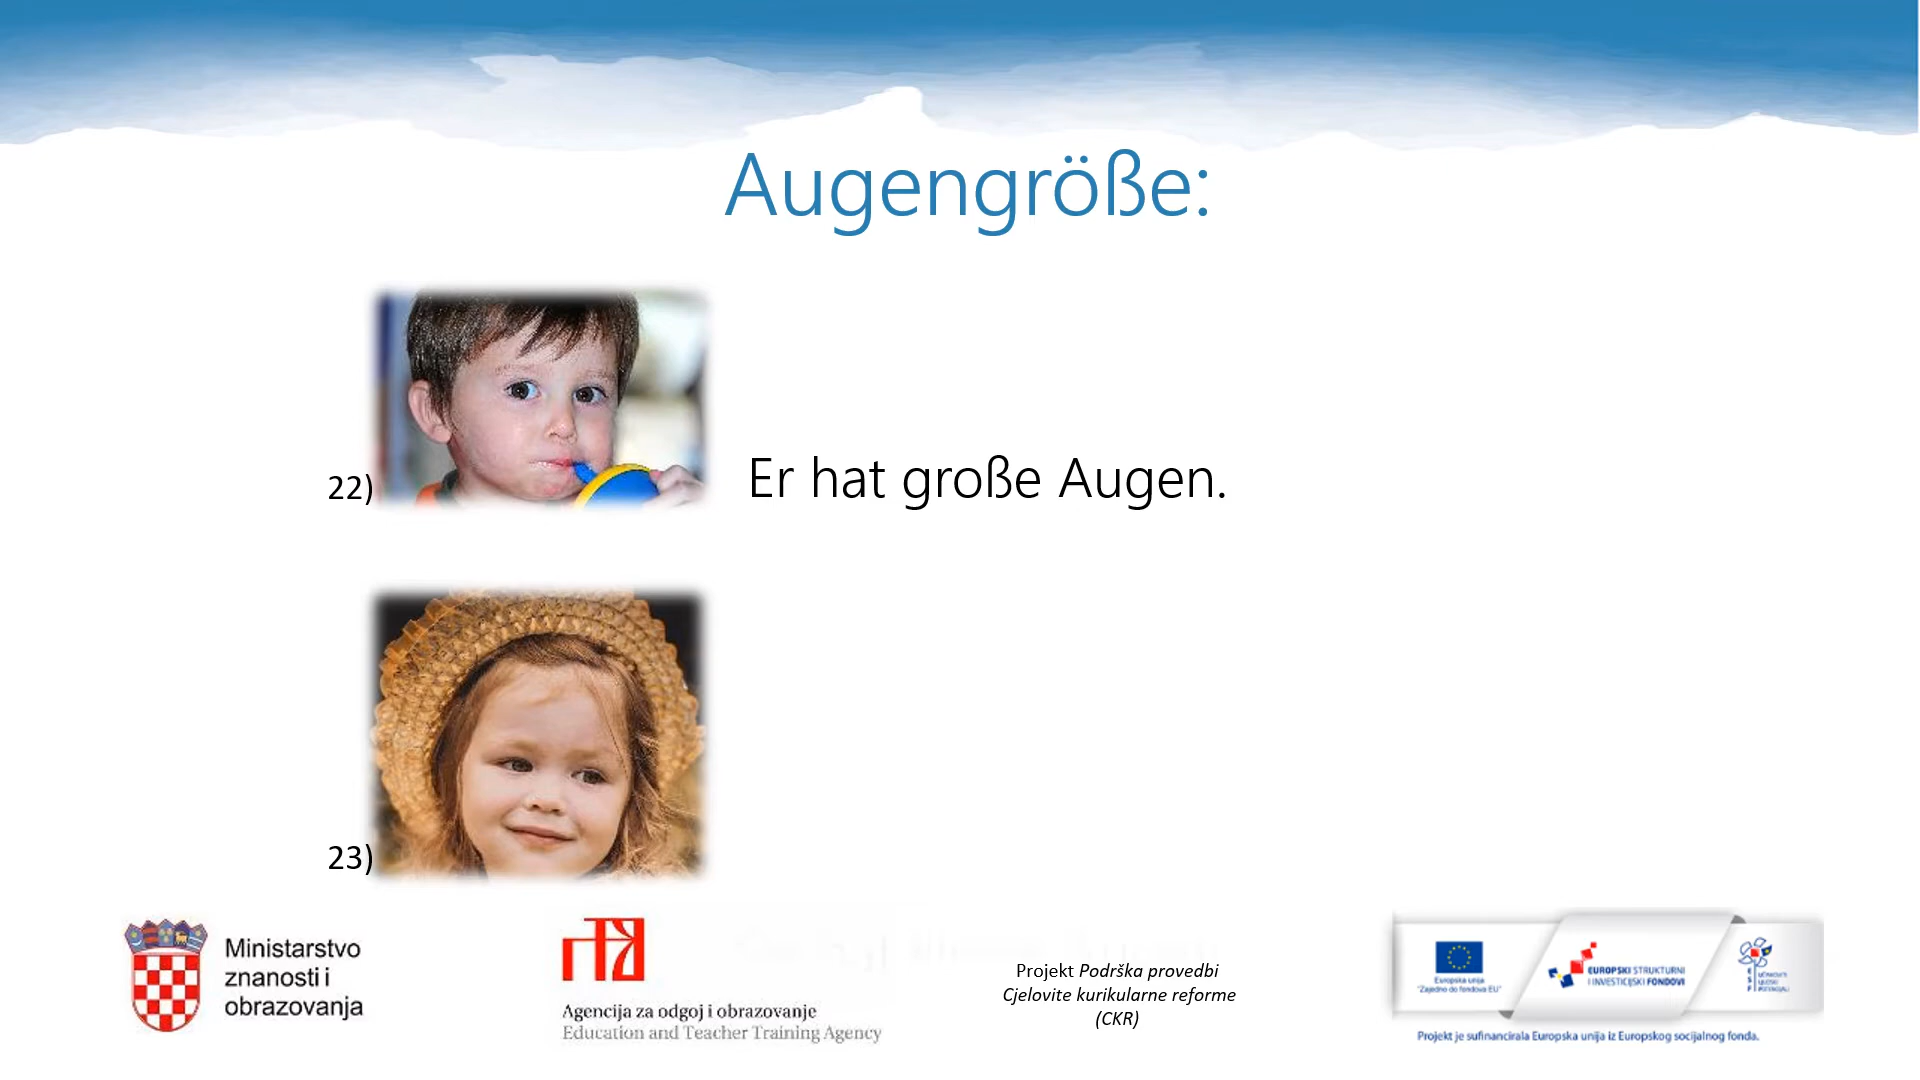 Augengröße:
22)
Er hat große Augen.
23)
Ministarstvo
znanosti i
obrazovanja
Agencija za odgoj i obrazovanje
Education and Teacher Training Agency
Projekt Podrška provedbi
Cjelovite kurikularne reforme
(CKR)
Europska unija
"Zajedno do fondova EU"
EUROPSKI STRUKTURNI
I INVESTICIJSKI FONDOVI
Projekt je sufinancirala Europska unija iz Europskog socijalnog fonda.